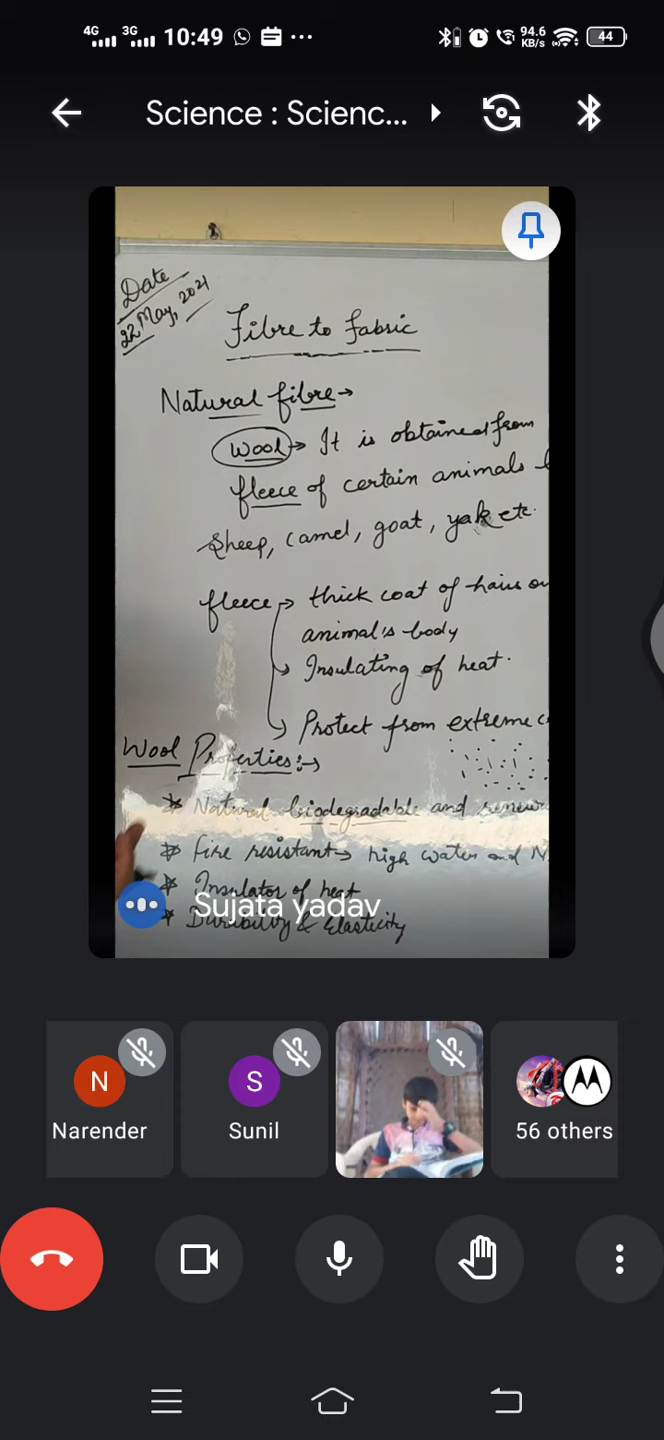 4G 3G 10:49 94.6 KB/s 44
Science : Scienc...
Date
22 May, 2021
Fibre to Fabric
Natural fibre →
Wool → It is obtained from
fleece of certain animals
Sheep, camel, goat, yak etc.
fleece → thick coat of hairs on
animal's body
→ Insulating of heat.
→ Protect from extreme
Wool Properties :→
* Natural biodegradable and renew
* Fire resistant → high water and N
* Insulator of heat
Sujata yadav
* Duribility & Elasticity
N S
Narender Sunil 56 others